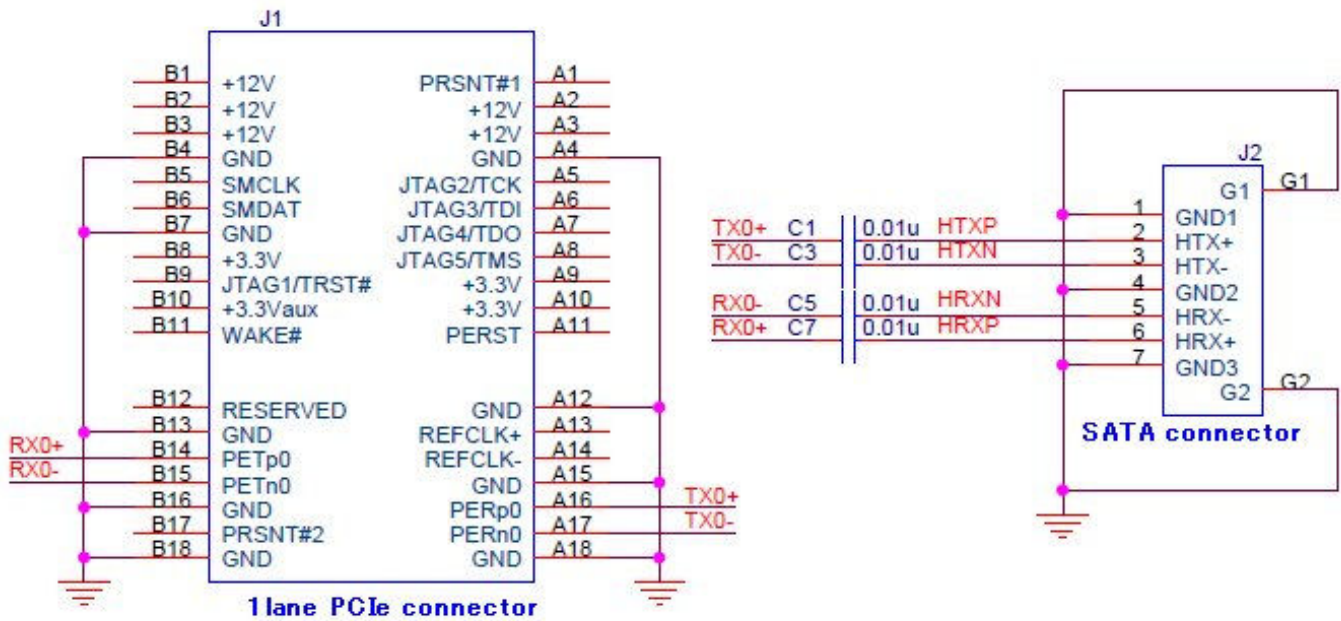 J1
B1 +12V PRSNT#1 A1
B2 +12V +12V A2
B3 +12V +12V A3
B4 GND GND A4
B5 SMCLK JTAG2/TCK A5
B6 SMDAT JTAG3/TDI A6
B7 GND JTAG4/TDO A7
B8 +3.3V JTAG5/TMS A8
B9 JTAG1/TRST# +3.3V A9
B10 +3.3Vaux +3.3V A10
B11 WAKE# PERST A11
B12 RESERVED GND A12
B13 GND REFCLK+ A13
RX0+ B14 PETp0 REFCLK- A14
RX0- B15 PETn0 GND A15
B16 GND PERp0 A16 TX0+
B17 PRSNT#2 PERn0 A17 TX0-
B18 GND GND A18
1lane PCIe connector
J2
G1 G1
1 GND1
TX0+ C1 0.01u HTXP 2 HTX+
TX0- C3 0.01u HTXN 3 HTX-
4 GND2
RX0- C5 0.01u HRXN 5 HRX-
RX0+ C7 0.01u HRXP 6 HRX+
7 GND3
G2 G2
SATA connector